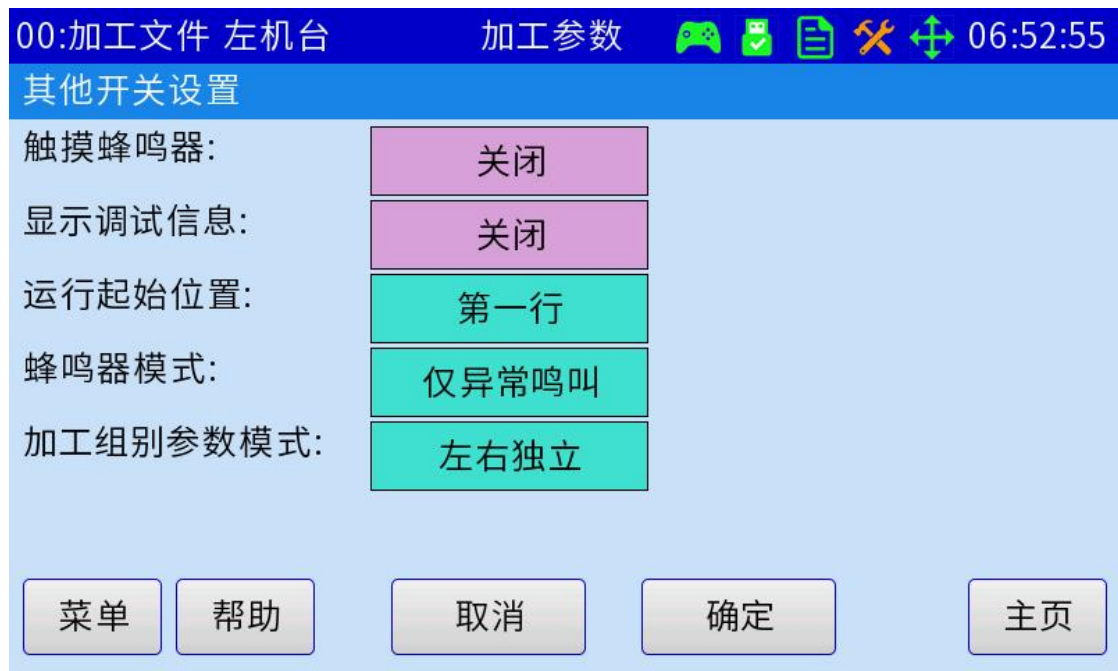 00:加工文件 左机台 加工参数 06:52:55
其他开关设置
触摸蜂鸣器: 关闭
显示调试信息: 关闭
运行起始位置: 第一行
蜂鸣器模式: 仅异常鸣叫
加工组别参数模式: 左右独立
菜单 帮助 取消 确定 主页